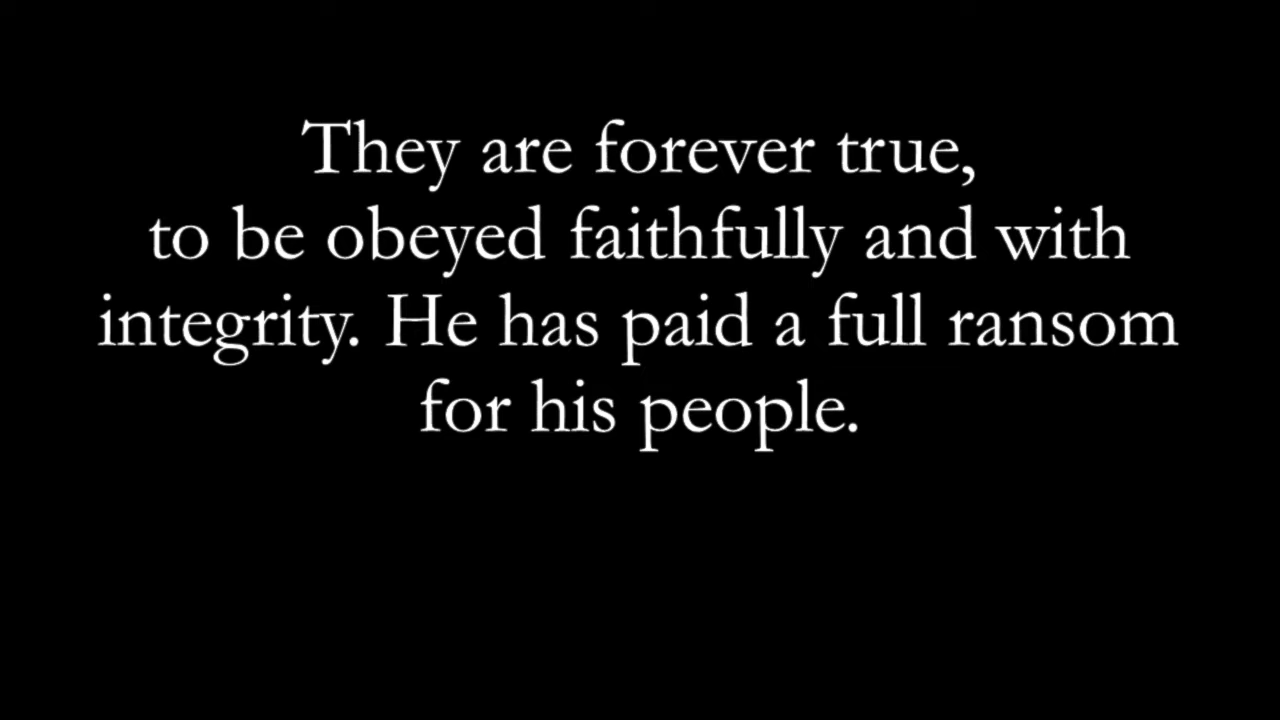 They are forever true,
to be obeyed faithfully and with
integrity. He has paid a full ransom
for his people.